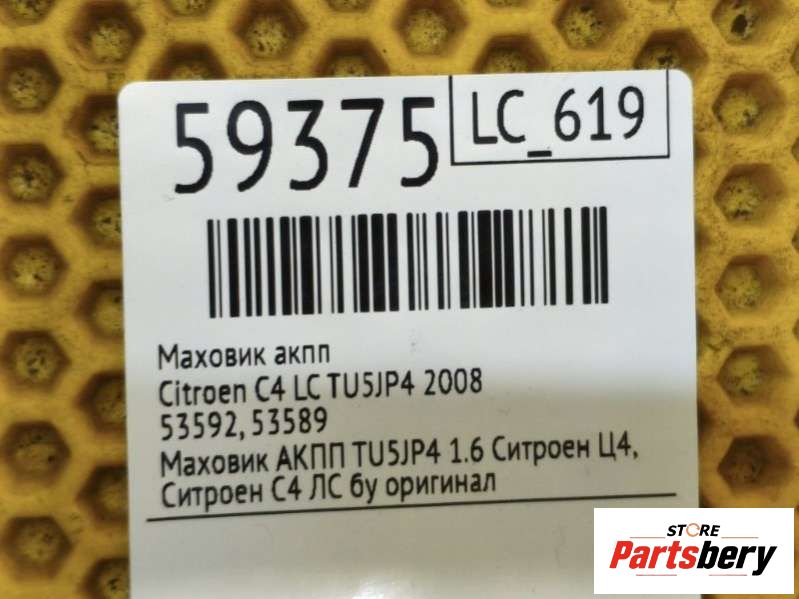 59375
LC_619
Маховик акпп
Citroen C4 LC TU5JP4 2008
53592, 53589
Маховик АКПП TU5JP4 1.6 Ситроен Ц4,
Ситроен С4 ЛС бу оригинал
STORE
Partsbery